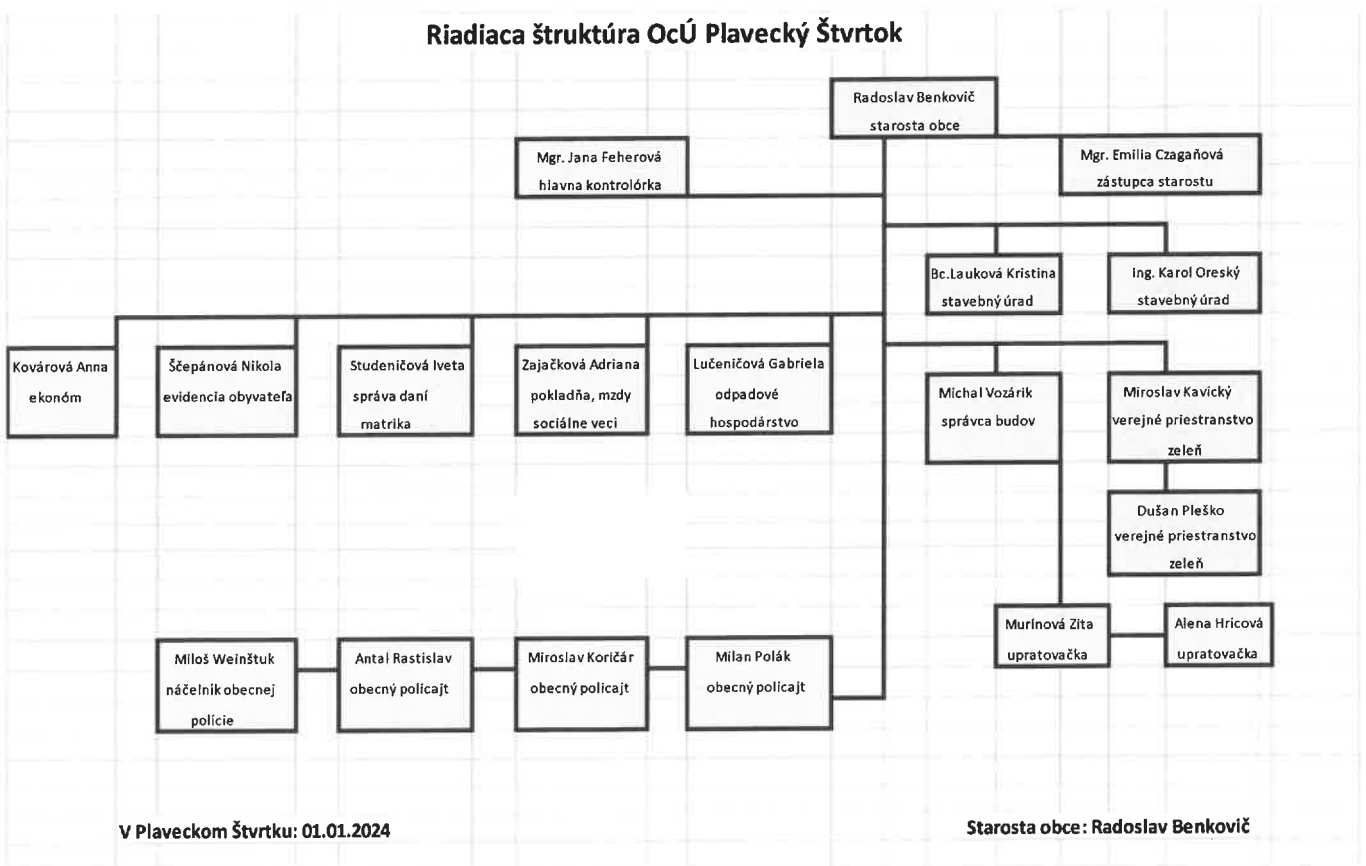 Riadiaca štruktúra OcÚ Plavecký Štvrtok
Radoslav Benkovič
starosta obce
Mgr. Jana Feherová
hlavna kontrolórka
Mgr. Emília Czagaňová
zástupca starostu
Bc.Lauková Kristina
stavebný úrad
Ing. Karol Oreský
stavebný úrad
Kovárová Anna
ekonóm
Ščepánová Nikola
evidencia obyvateľa
Studeničová Iveta
správa daní
matrika
Zajačková Adriana
pokladňa, mzdy
sociálne veci
Lučeničová Gabriela
odpadové
hospodárstvo
Michal Vozárik
správca budov
Miroslav Kavický
verejné priestranstvo
zeleň
Dušan Pleško
verejné priestranstvo
zeleň
Murínová Zita
upratovačka
Alena Hricová
upratovačka
Miloš Weinštuk
náčelník obecnej
polície
Antal Rastislav
obecný policajt
Miroslav Koričár
obecný policajt
Milan Polák
obecný policajt
V Plaveckom Štvrtku: 01.01.2024
Starosta obce: Radoslav Benkovič